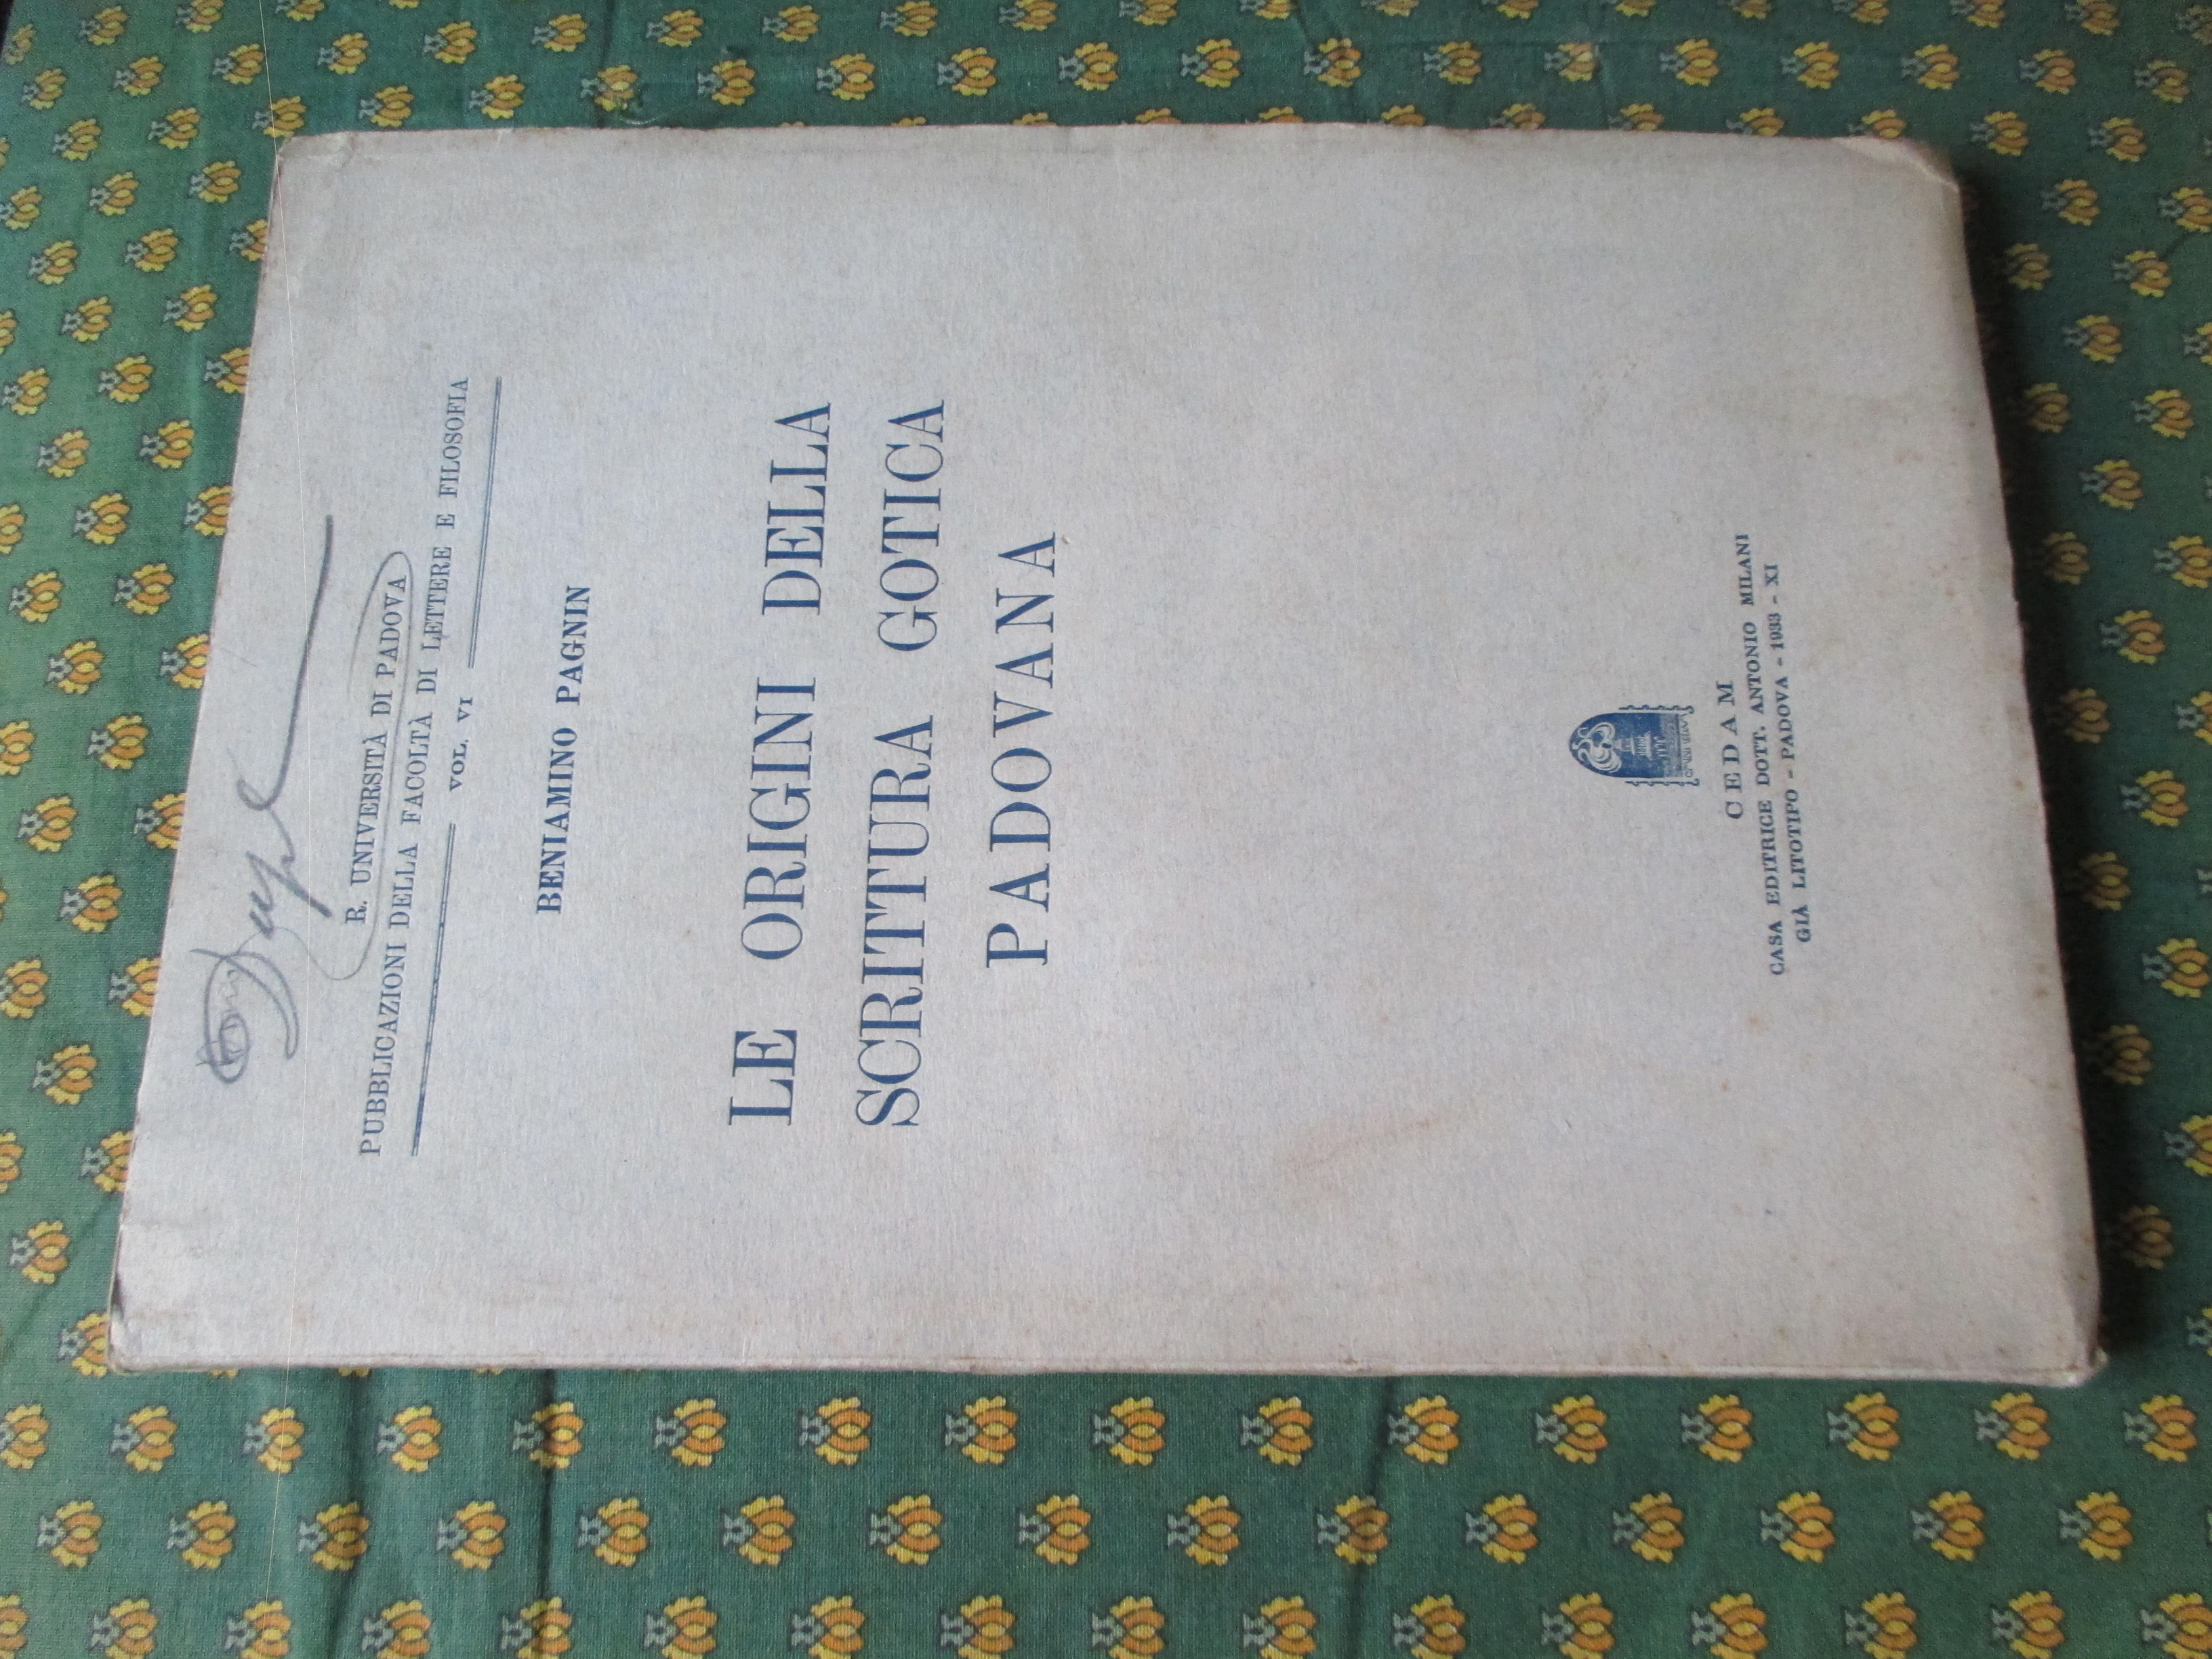 R. UNIVERSITÀ DI PADOVA
PUBBLICAZIONI DELLA FACOLTÀ DI LETTERE E FILOSOFIA
VOL. VI
BENIAMINO PAGNIN
LE ORIGINI DELLA
SCRITTURA GOTICA
PADOVANA
CEDAM
CASA EDITRICE DOTT. ANTONIO MILANI
GIÀ LITOTIPO - PADOVA - 1933 - XI